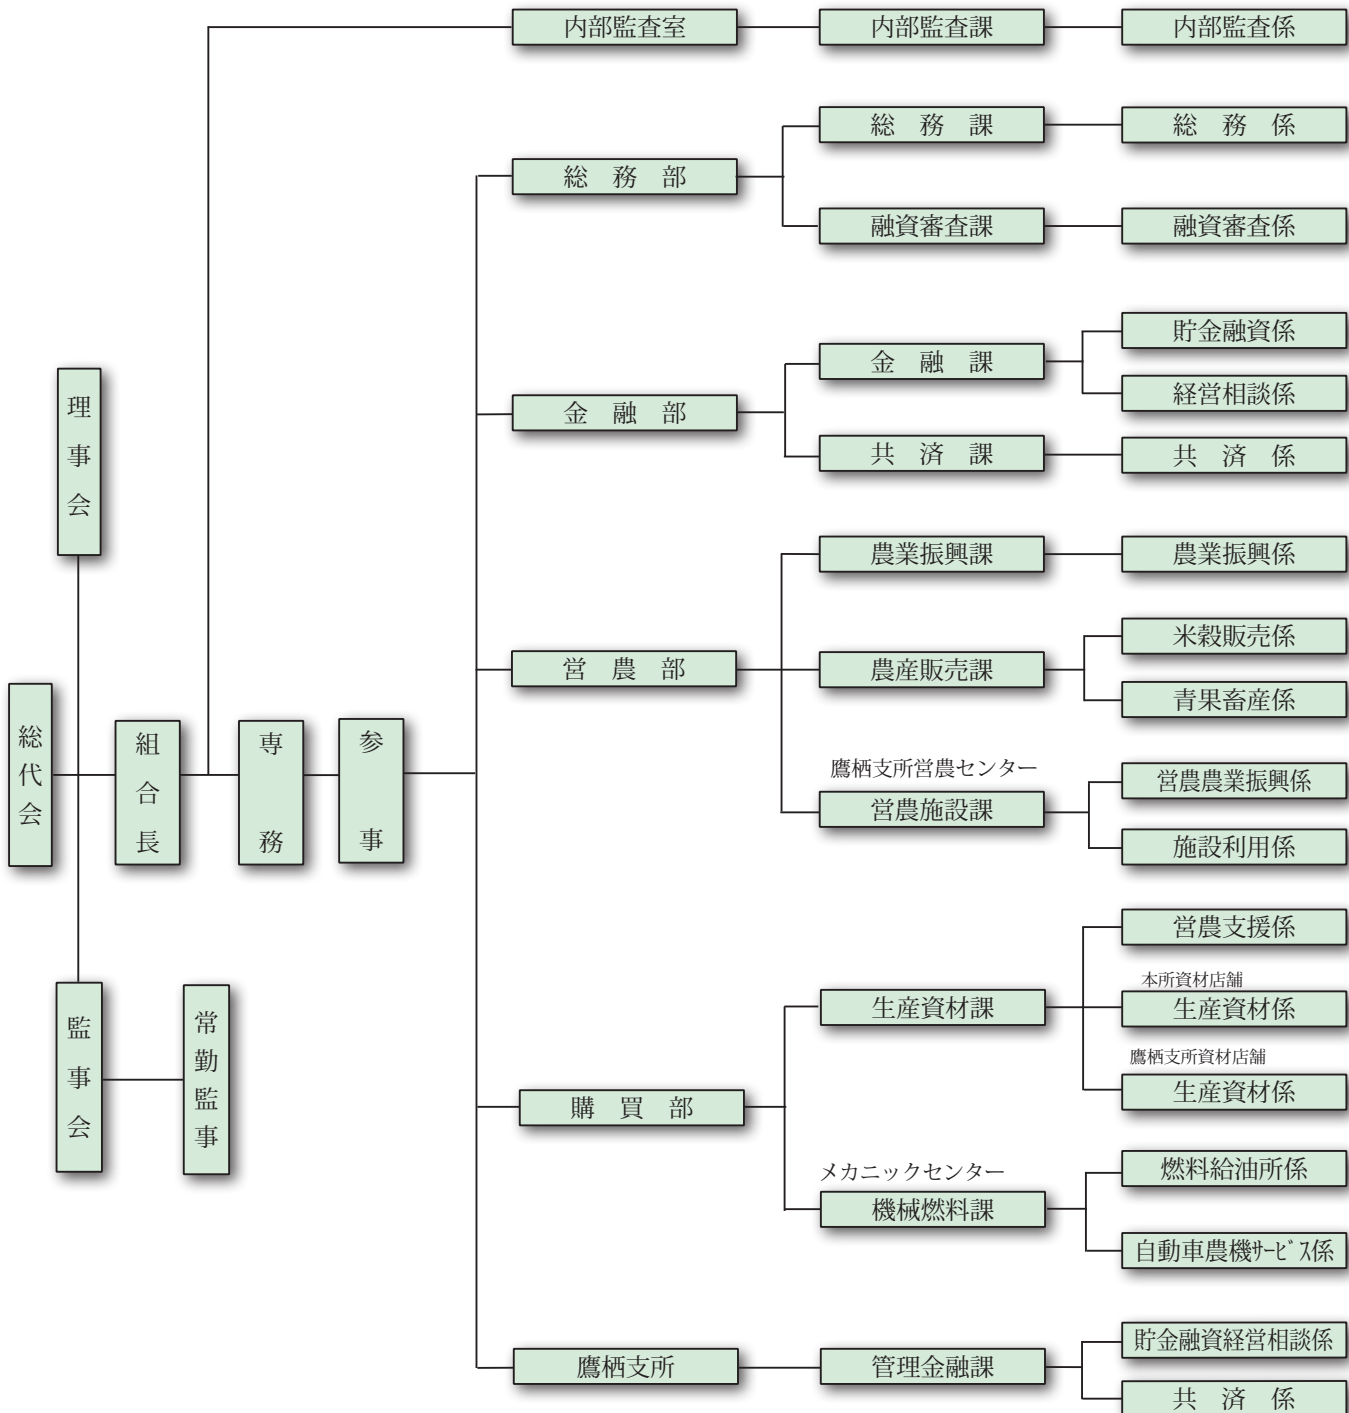 総代会
理事会
監事会
常勤監事
組合長
専務
参事
内部監査室
内部監査課
内部監査係
総務部
総務課
総務係
融資審査課
融資審査係
金融部
金融課
貯金融資係
経営相談係
共済課
共済係
営農部
農業振興課
農業振興係
農産販売課
米穀販売係
青果畜産係
鷹栖支所営農センター
営農施設課
営農農業振興係
施設利用係
購買部
生産資材課
営農支援係
本所資材店舗
生産資材係
鷹栖支所資材店舗
生産資材係
メカニックセンター
機械燃料課
燃料給油所係
自動車農機ｻｰﾋﾞｽ係
鷹栖支所
管理金融課
貯金融資経営相談係
共済係